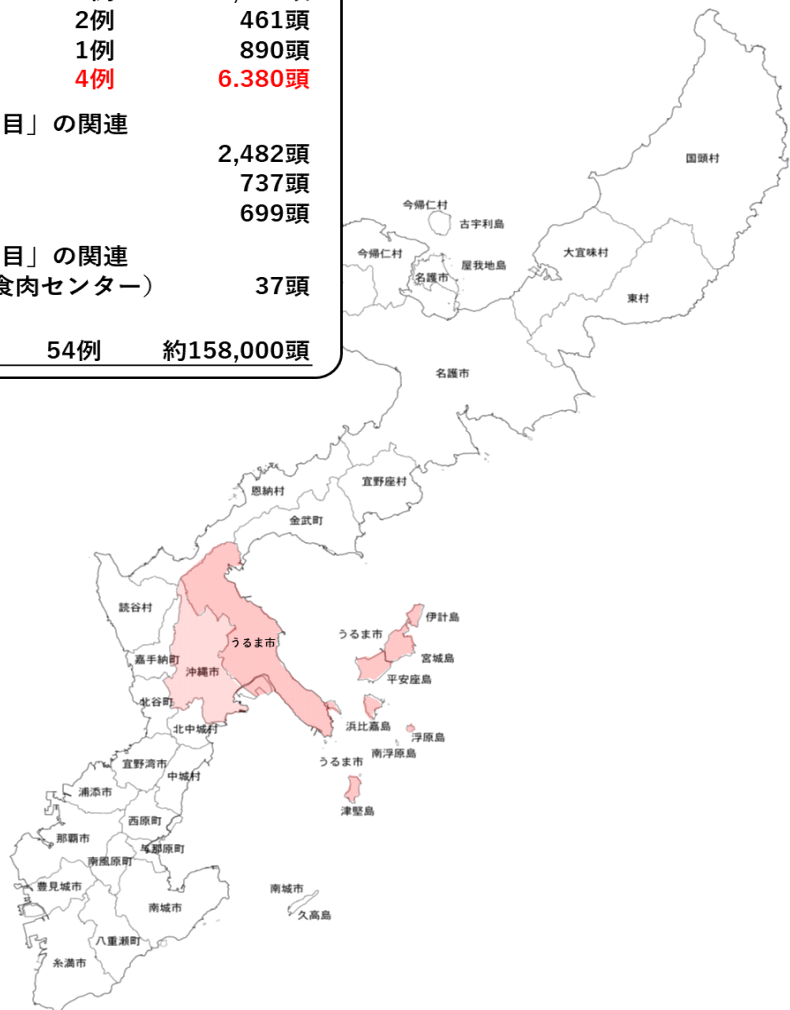 2例 461頭
1例 890頭
4例 6.380頭
目」の関連
2,482頭
737頭
699頭
目」の関連
食肉センター） 37頭
54例 約158,000頭
国頭村
今帰仁村
古宇利島
大宜味村
今帰仁村
屋我地島
名護市
東村
名護市
宜野座村
恩納村
金武町
読谷村
伊計島
うるま市
うるま市
宮城島
嘉手納町
沖縄市
平安座島
北谷町
浜比嘉島
北中城村
浮原島
南浮原島
うるま市
宜野湾市
中城村
浦添市
津堅島
西原町
那覇市
与那原町
南風原町
豊見城市
南城市
南城市
久高島
八重瀬町
糸満市